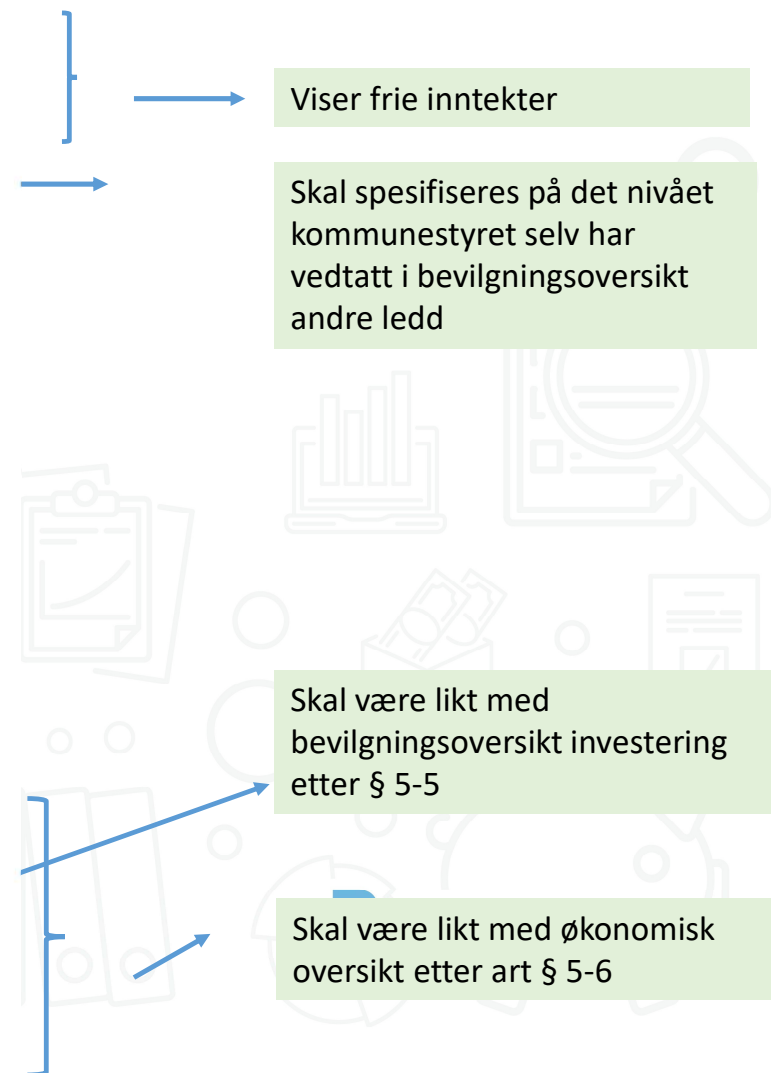 Viser frie inntekter
Skal spesifiseres på det nivået
kommunestyret selv har
vedtatt i bevilgningsoversikt
andre ledd
Skal være likt med
bevilgningsoversikt investering
etter § 5-5
Skal være likt med økonomisk
oversikt etter art § 5-6